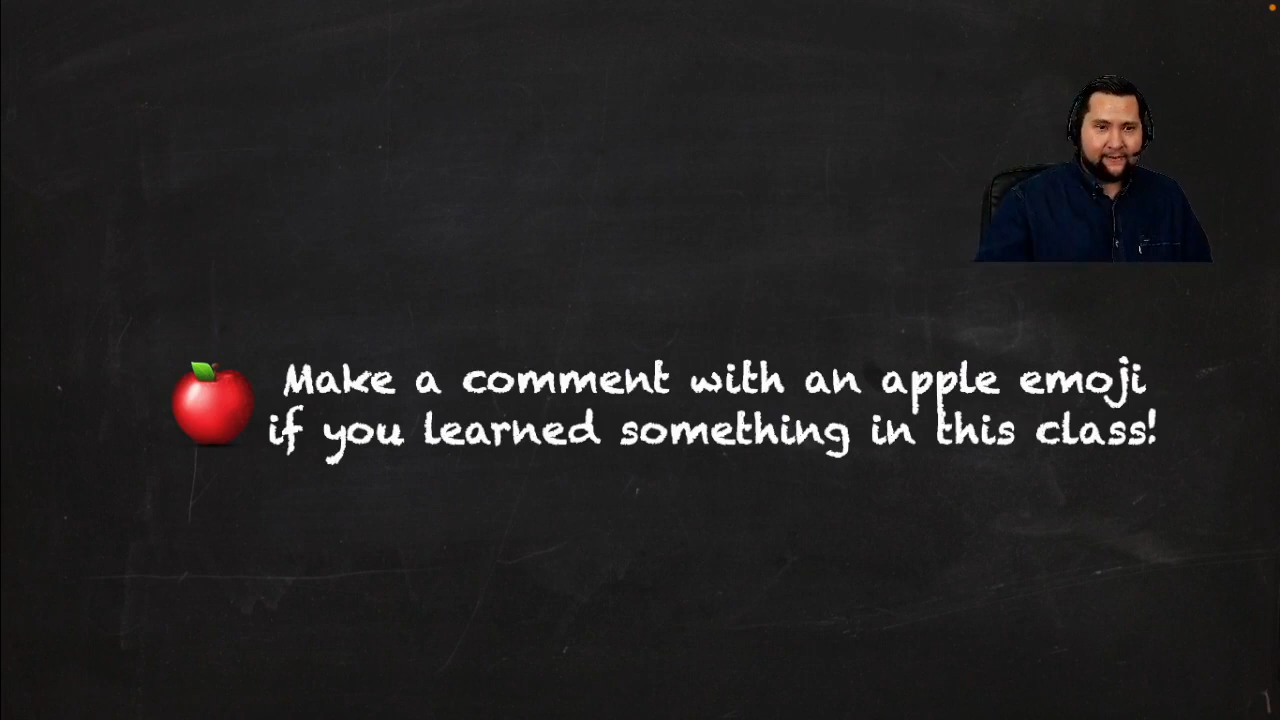 Make a comment with an apple emoji
if you learned something in this class!